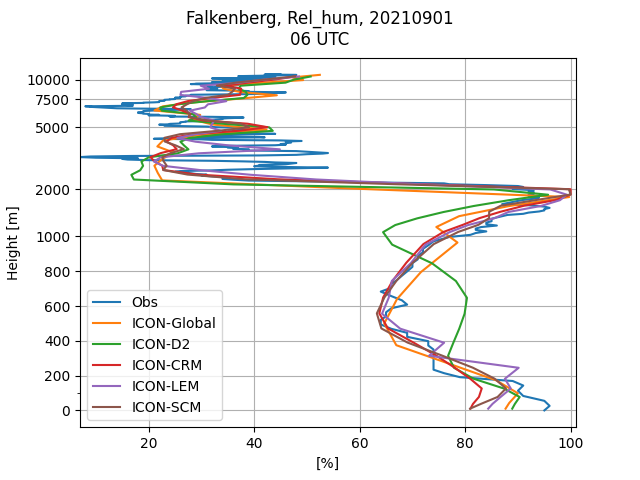 Falkenberg, Rel_hum, 20210901
06 UTC
10000
7500
5000
2000
1000
800
600
400
200
0
Height [m]
Obs
ICON-Global
ICON-D2
ICON-CRM
ICON-LEM
ICON-SCM
20 40 60 80 100
[%]